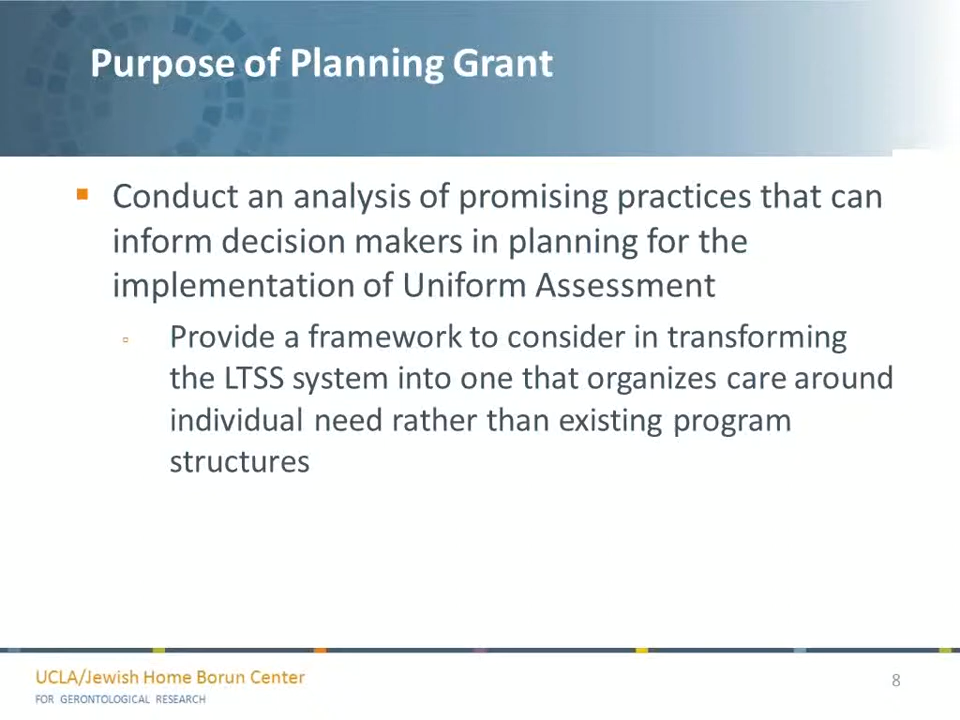 Purpose of Planning Grant
Conduct an analysis of promising practices that can
inform decision makers in planning for the
implementation of Uniform Assessment
Provide a framework to consider in transforming
the LTSS system into one that organizes care around
individual need rather than existing program
structures
UCLA/Jewish Home Borun Center
FOR GERONTOLOGICAL RESEARCH
8